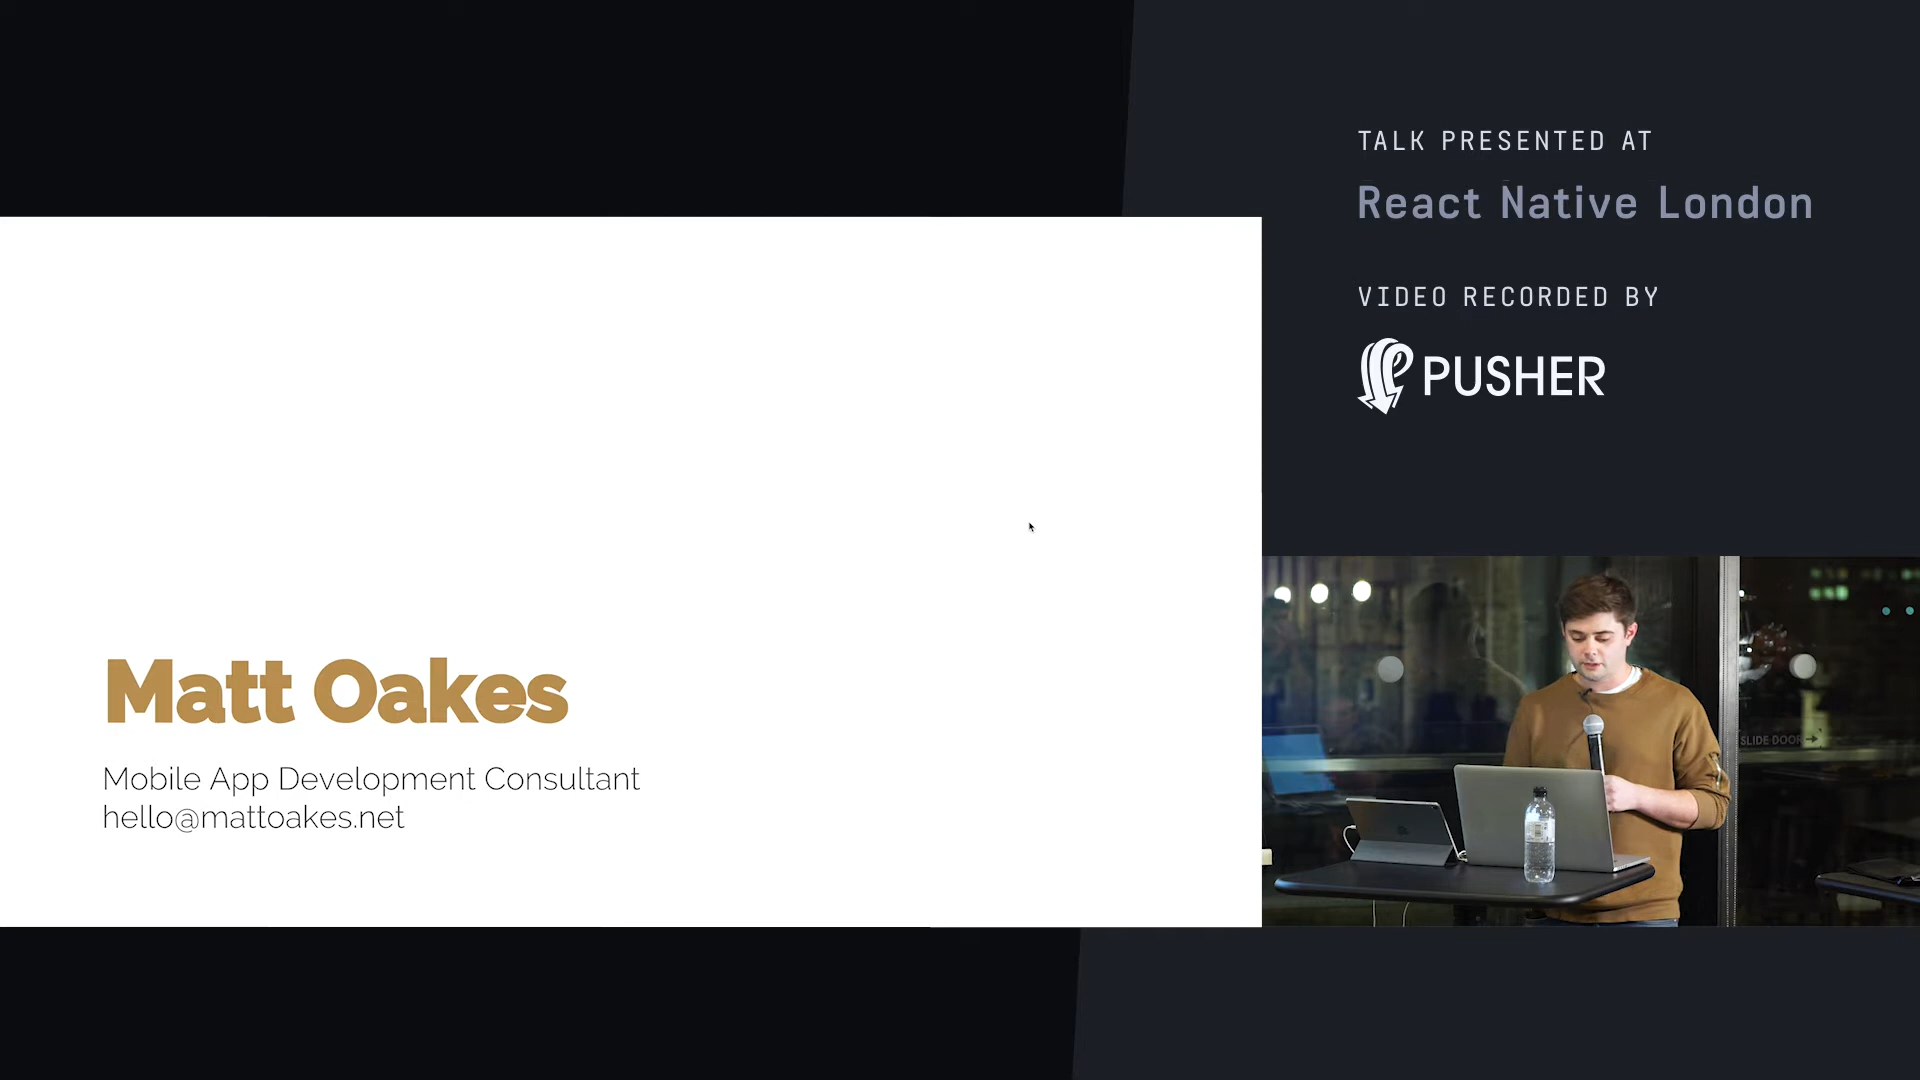 TALK PRESENTED AT
React Native London
VIDEO RECORDED BY
PUSHER
Matt Oakes
Mobile App Development Consultant
hello@mattoakes.net
SLIDE DOOR